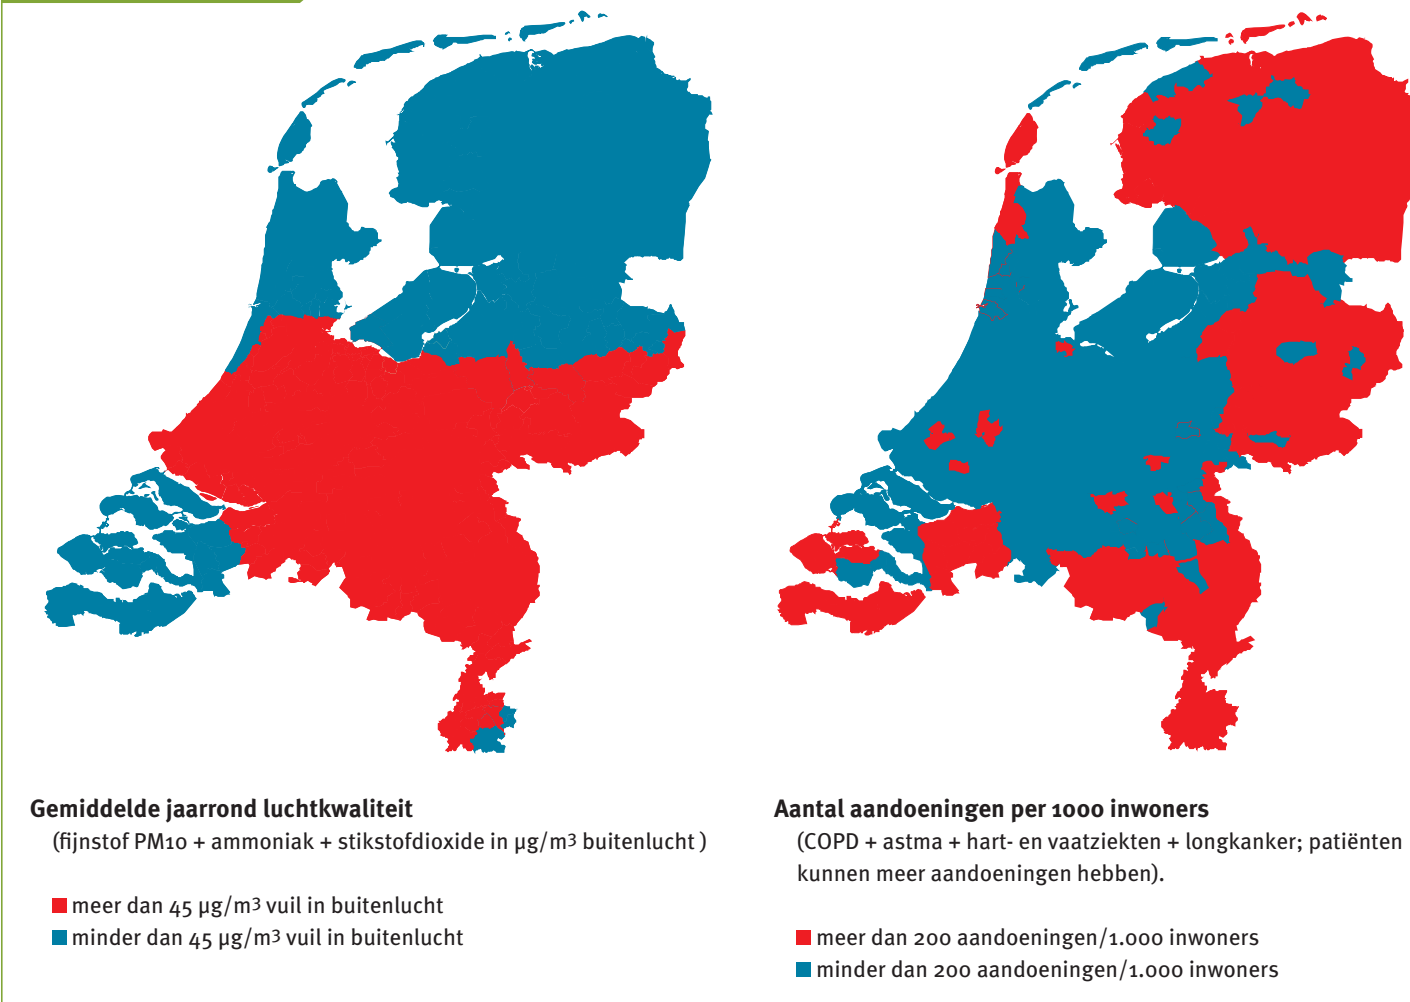 Gemiddelde jaarrond luchtkwaliteit
(fijnstof PM10 + ammoniak + stikstofdioxide in µg/m3 buitenlucht )
meer dan 45 µg/m3 vuil in buitenlucht
minder dan 45 µg/m3 vuil in buitenlucht
Aantal aandoeningen per 1000 inwoners
(COPD + astma + hart- en vaatziekten + longkanker; patiënten
kunnen meer aandoeningen hebben).
meer dan 200 aandoeningen/1.000 inwoners
minder dan 200 aandoeningen/1.000 inwoners